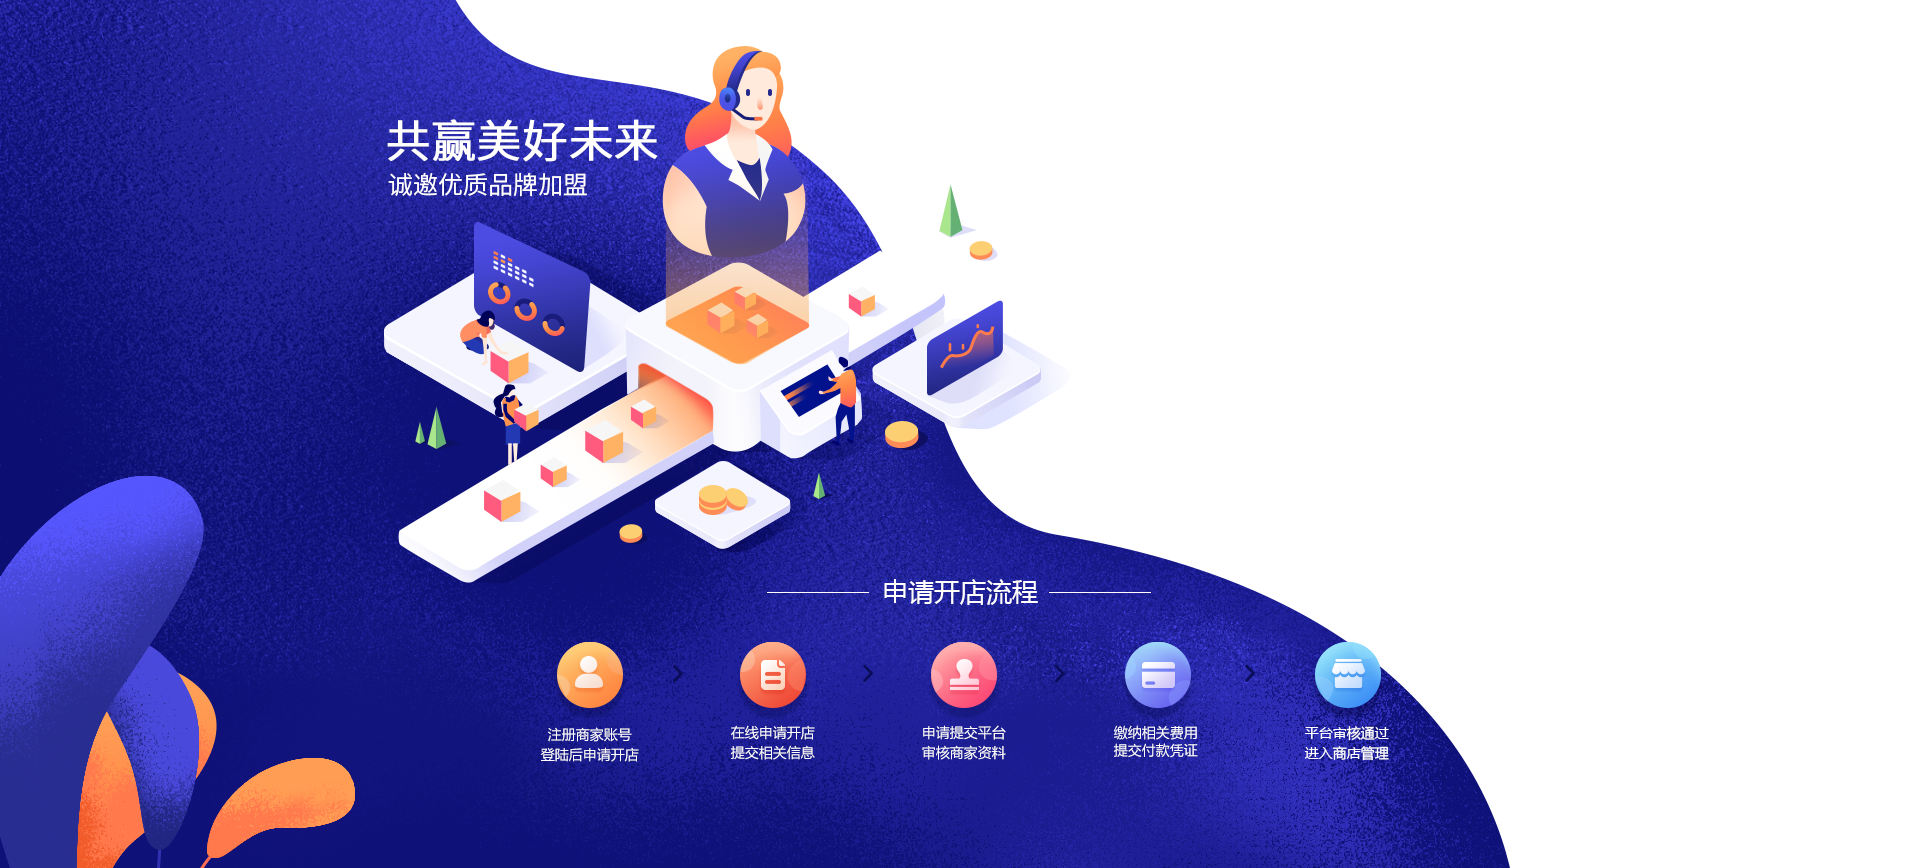 共赢美好未来
诚邀优质品牌加盟
申请开店流程
注册商家账号
登陆后申请开店
在线申请开店
提交相关信息
申请提交平台
审核商家资料
缴纳相关费用
提交付款凭证
平台审核通过
进入商店管理